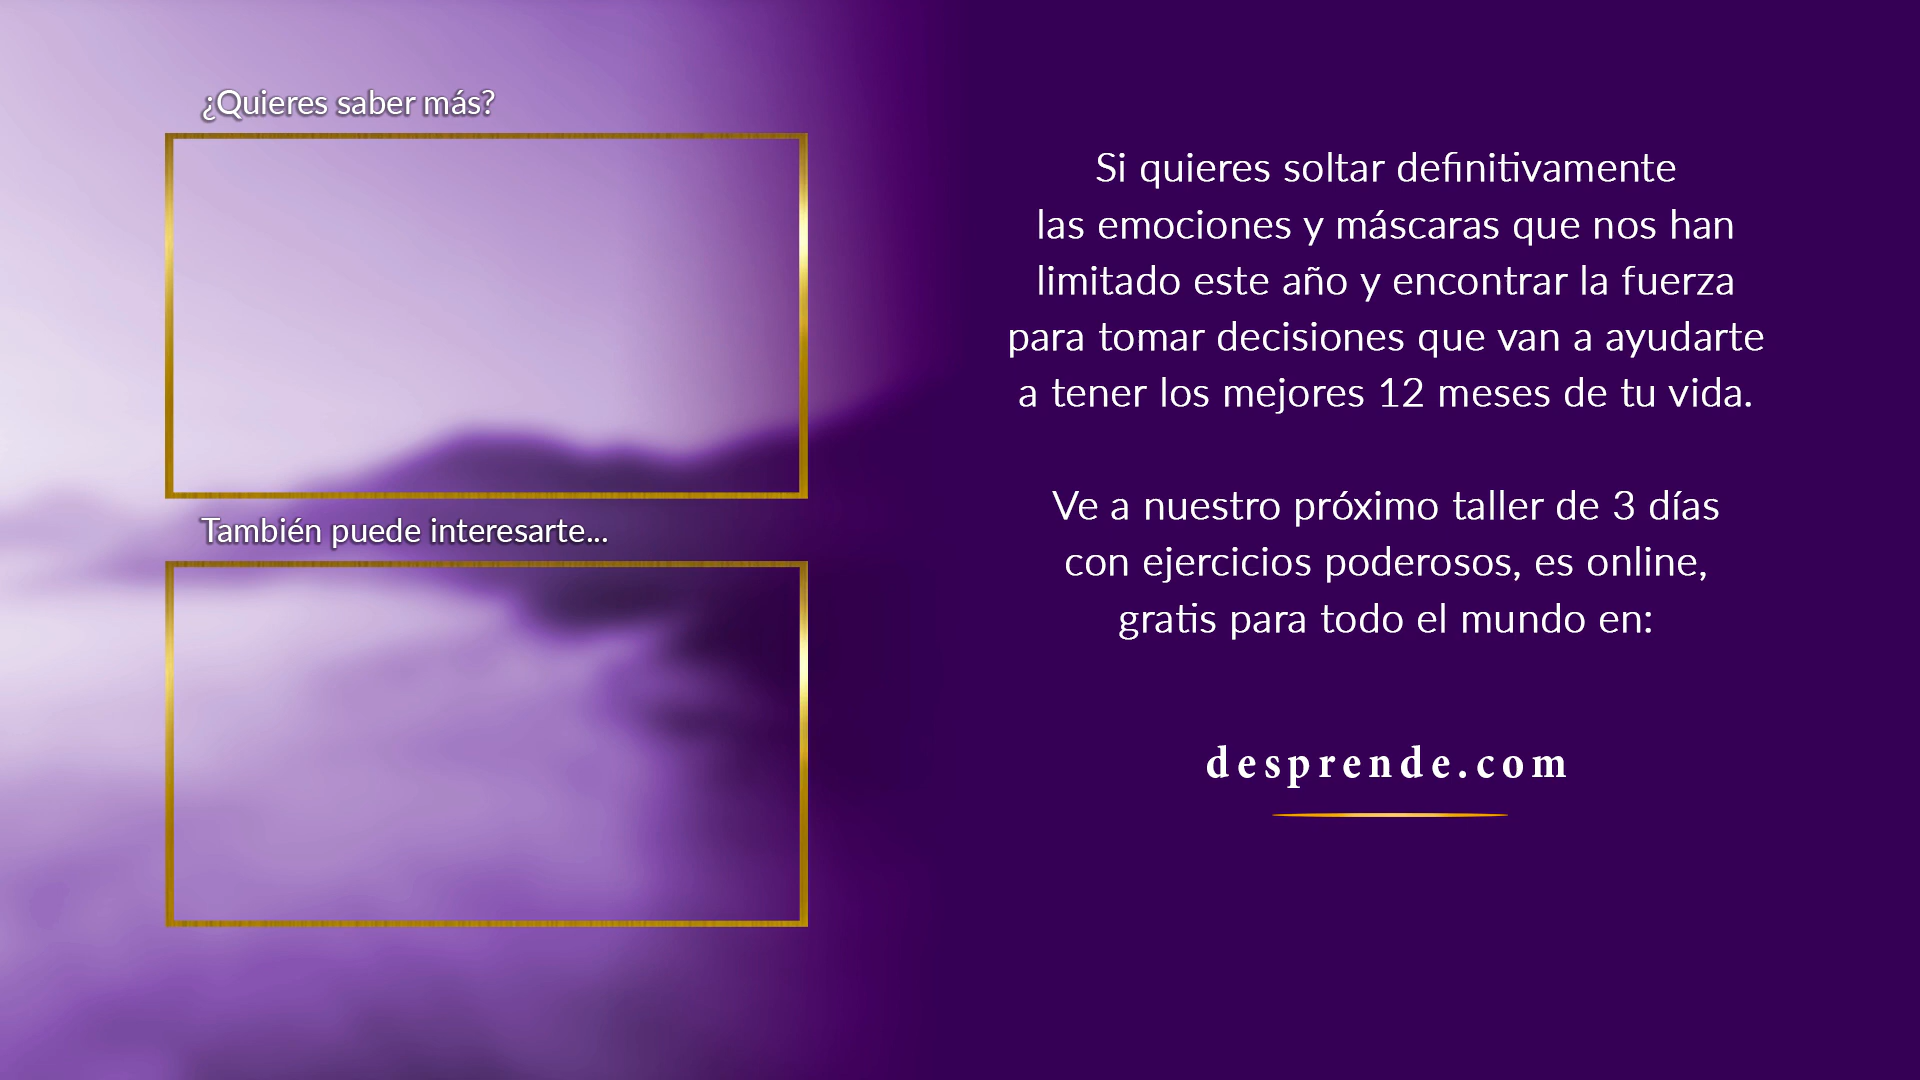 ¿Quieres saber más?
También puede interesarte...
Si quieres soltar definitivamente
las emociones y máscaras que nos han
limitado este año y encontrar la fuerza
para tomar decisiones que van a ayudarte
a tener los mejores 12 meses de tu vida.
Ve a nuestro próximo taller de 3 días
con ejercicios poderosos, es online,
gratis para todo el mundo en:
desprende.com